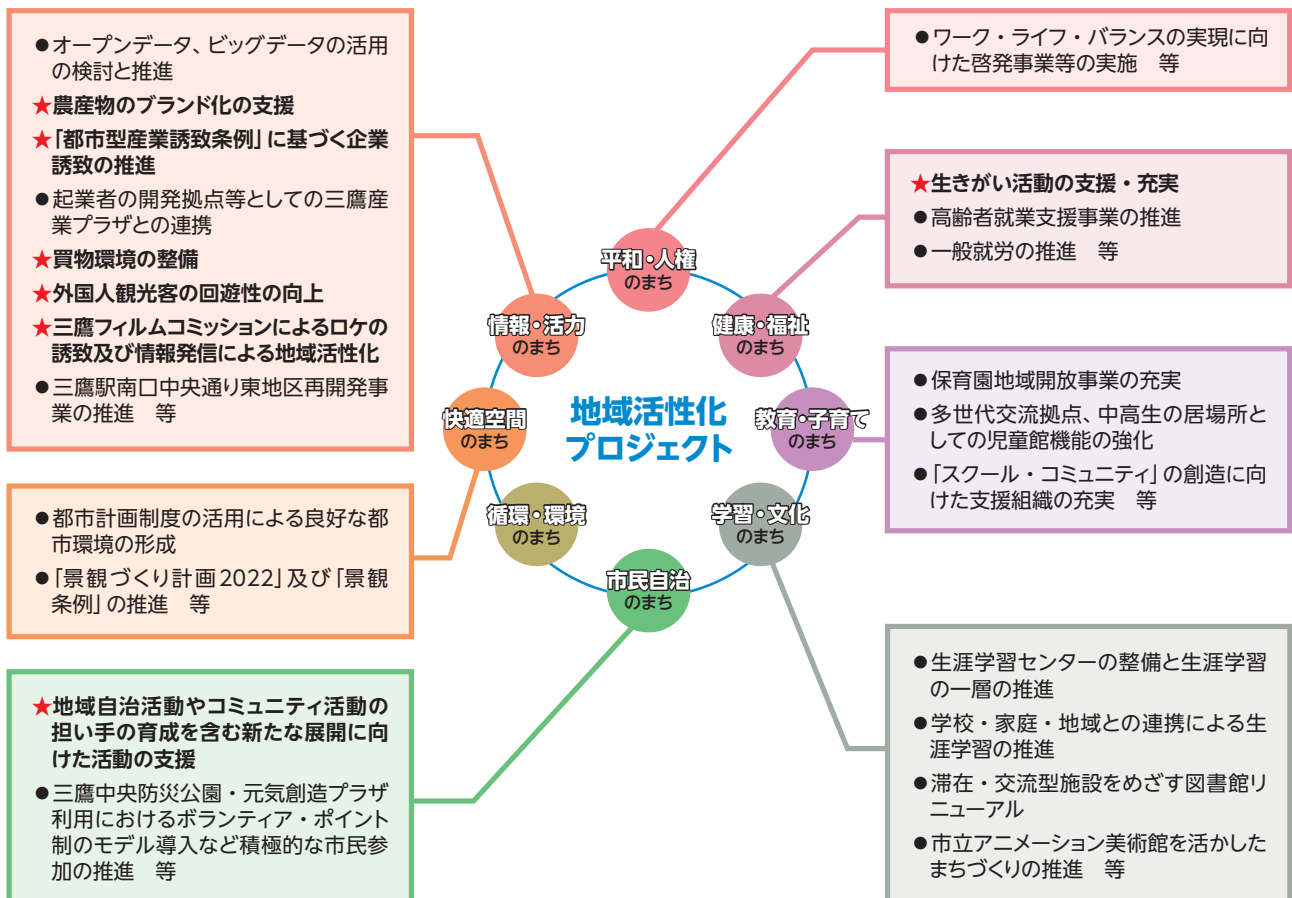 ●オープンデータ、ビッグデータの活用
の検討と推進
★農産物のブランド化の支援
★「都市型産業誘致条例」に基づく企業
誘致の推進
●起業者の開発拠点等としての三鷹産
業プラザとの連携
★買物環境の整備
★外国人観光客の回遊性の向上
★三鷹フィルムコミッションによるロケの
誘致及び情報発信による地域活性化
●三鷹駅南口中央通り東地区再開発事
業の推進　等
●都市計画制度の活用による良好な都
市環境の形成
●「景観づくり計画2022」及び「景観
条例」の推進　等
★地域自治活動やコミュニティ活動の
担い手の育成を含む新たな展開に向
けた活動の支援
●三鷹中央防災公園・元気創造プラザ
利用におけるボランティア・ポイント
制のモデル導入など積極的な市民参
加の推進　等
平和・人権
のまち
情報・活力
のまち
健康・福祉
のまち
快適空間
のまち
地域活性化
プロジェクト
教育・子育て
のまち
循環・環境
のまち
学習・文化
のまち
市民自治
のまち
●ワーク・ライフ・バランスの実現に向
けた啓発事業等の実施　等
★生きがい活動の支援・充実
●高齢者就業支援事業の推進
●一般就労の推進　等
●保育園地域開放事業の充実
●多世代交流拠点、中高生の居場所と
しての児童館機能の強化
●「スクール・コミュニティ」の創造に向
けた支援組織の充実　等
●生涯学習センターの整備と生涯学習
の一層の推進
●学校・家庭・地域との連携による生
涯学習の推進
●滞在・交流型施設をめざす図書館リ
ニューアル
●市立アニメーション美術館を活かした
まちづくりの推進　等